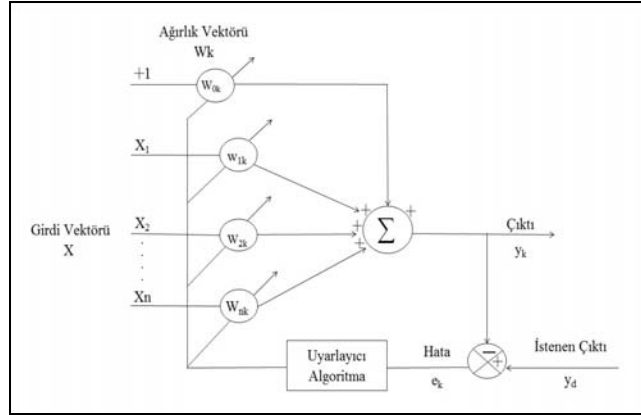 Ağırlık Vektörü
Wk
+1
W0k
X1
w1k
Girdi Vektörü
X
X2
W2k
Xn
Wnk
+
+
+
+
Σ
Çıktı
yk
Uyarlayıcı
Algoritma
Hata
ek
−
+
İstenen Çıktı
yd